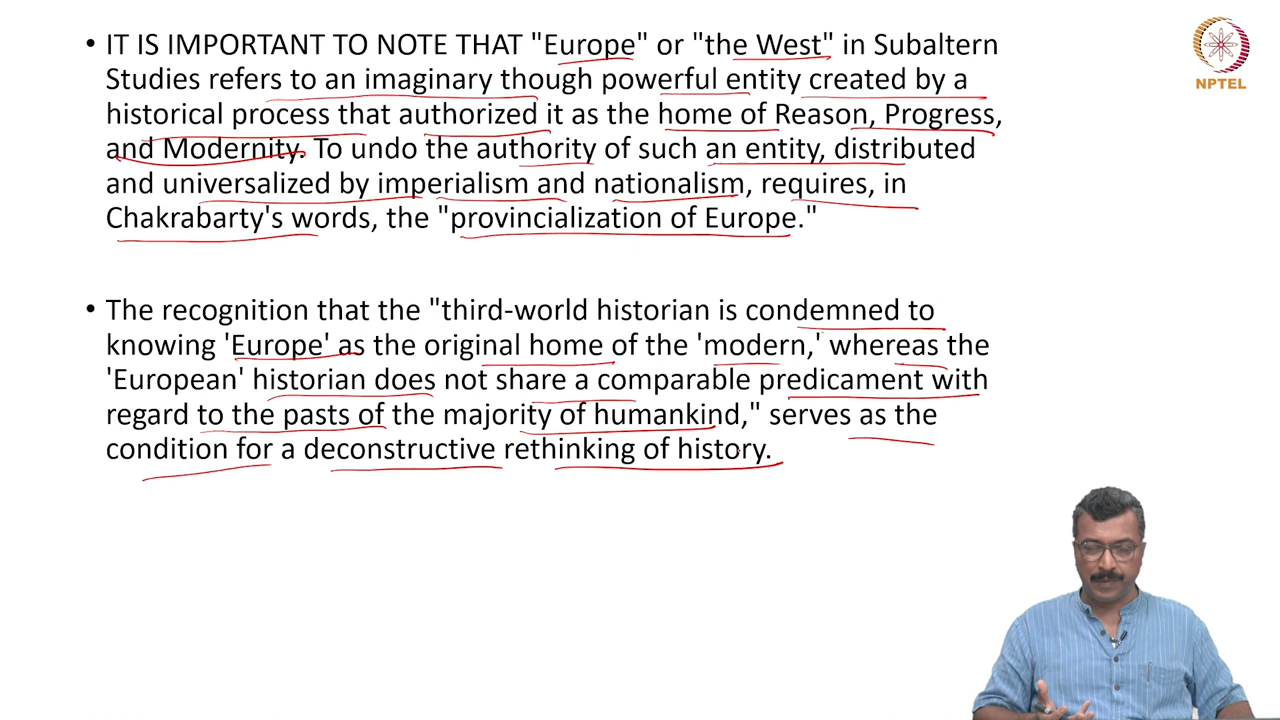 • IT IS IMPORTANT TO NOTE THAT "Europe" or "the West" in Subaltern
Studies refers to an imaginary though powerful entity created by a
historical process that authorized it as the home of Reason, Progress,
and Modernity. To undo the authority of such an entity, distributed
and universalized by imperialism and nationalism, requires, in
Chakrabarty's words, the "provincialization of Europe."
• The recognition that the "third-world historian is condemned to
knowing 'Europe' as the original home of the 'modern,' whereas the
'European' historian does not share a comparable predicament with
regard to the pasts of the majority of humankind," serves as the
condition for a deconstructive rethinking of history.
NPTEL